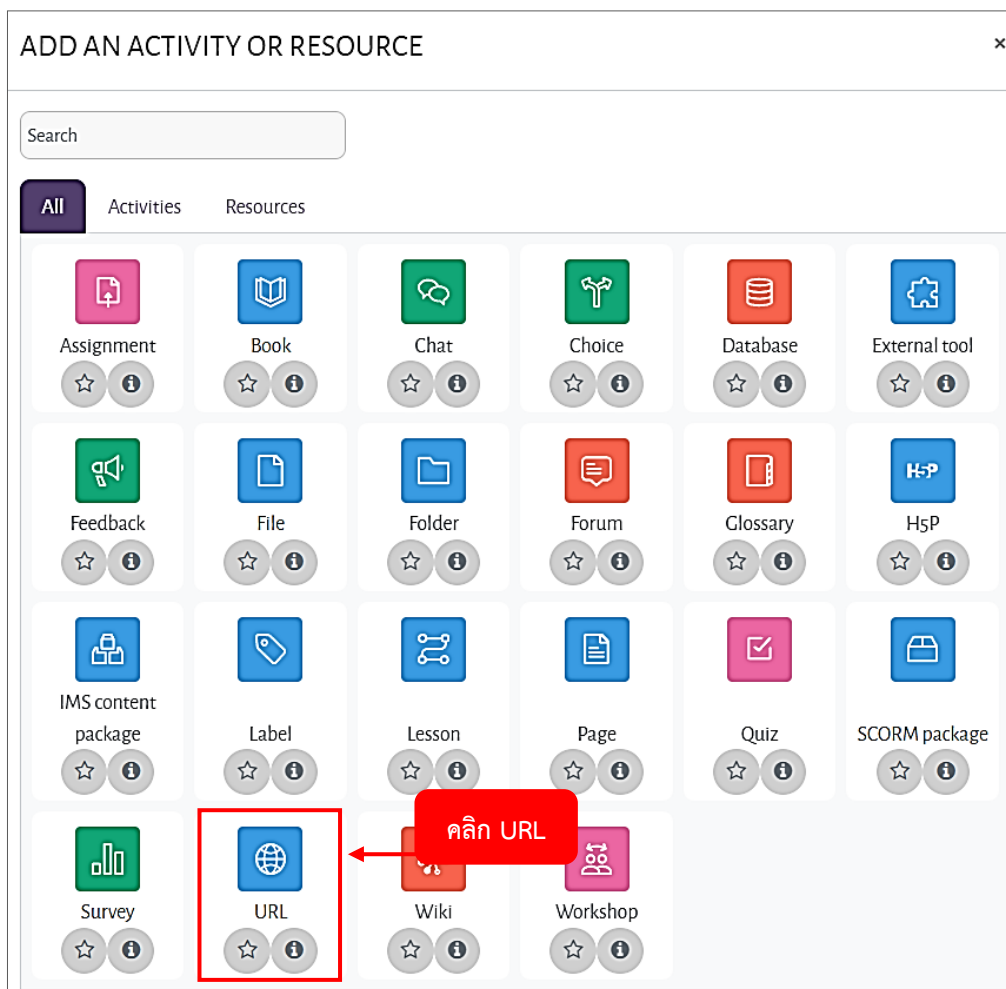 ADD AN ACTIVITY OR RESOURCE ×
Search
All Activities Resources
Assignment Book Chat Choice Database External tool
Feedback File Folder Forum Glossary H5P
H5P
IMS content
package Label Lesson Page Quiz SCORM package
คลิก URL
Survey URL Wiki Workshop